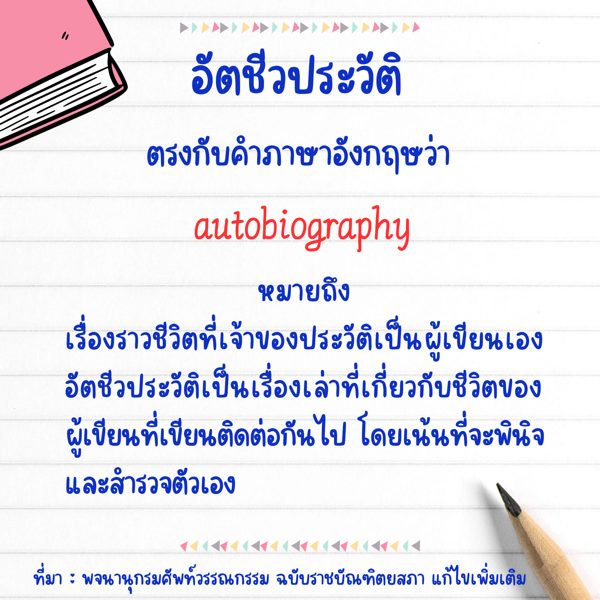 อัตชีวประวัติ
ตรงกับคำภาษาอังกฤษว่า
autobiography
หมายถึง
เรื่องราวชีวิตที่เจ้าของประวัติเป็นผู้เขียนเอง
อัตชีวประวัติเป็นเรื่องเล่าที่เกี่ยวกับชีวิตของ
ผู้เขียนที่เขียนติดต่อกันไป โดยเน้นที่จะพินิจ
และสำรวจตัวเอง
ที่มา : พจนานุกรมศัพท์วรรณกรรม ฉบับราชบัณฑิตยสภา แก้ไขเพิ่มเติม